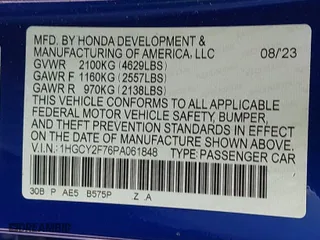 MFD. BY HONDA DEVELOPMENT &
MANUFACTURING OF AMERICA, LLC 08/23
GVWR 2100KG (4629LBS)
GAWR F 1160KG (2557LBS)
GAWR R 970KG (2138LBS)
THIS VEHICLE CONFORMS TO ALL APPLICABLE
FEDERAL MOTOR VEHICLE SAFETY, BUMPER,
AND THEFT PREVENTION STANDARDS IN EFFECT
ON THE DATE OF MANUFACTURE SHOWN ABOVE.
V.I.N.: 1HGCY2F76PA061848 TYPE: PASSENGER CAR
30B P AE5 B575P Z A